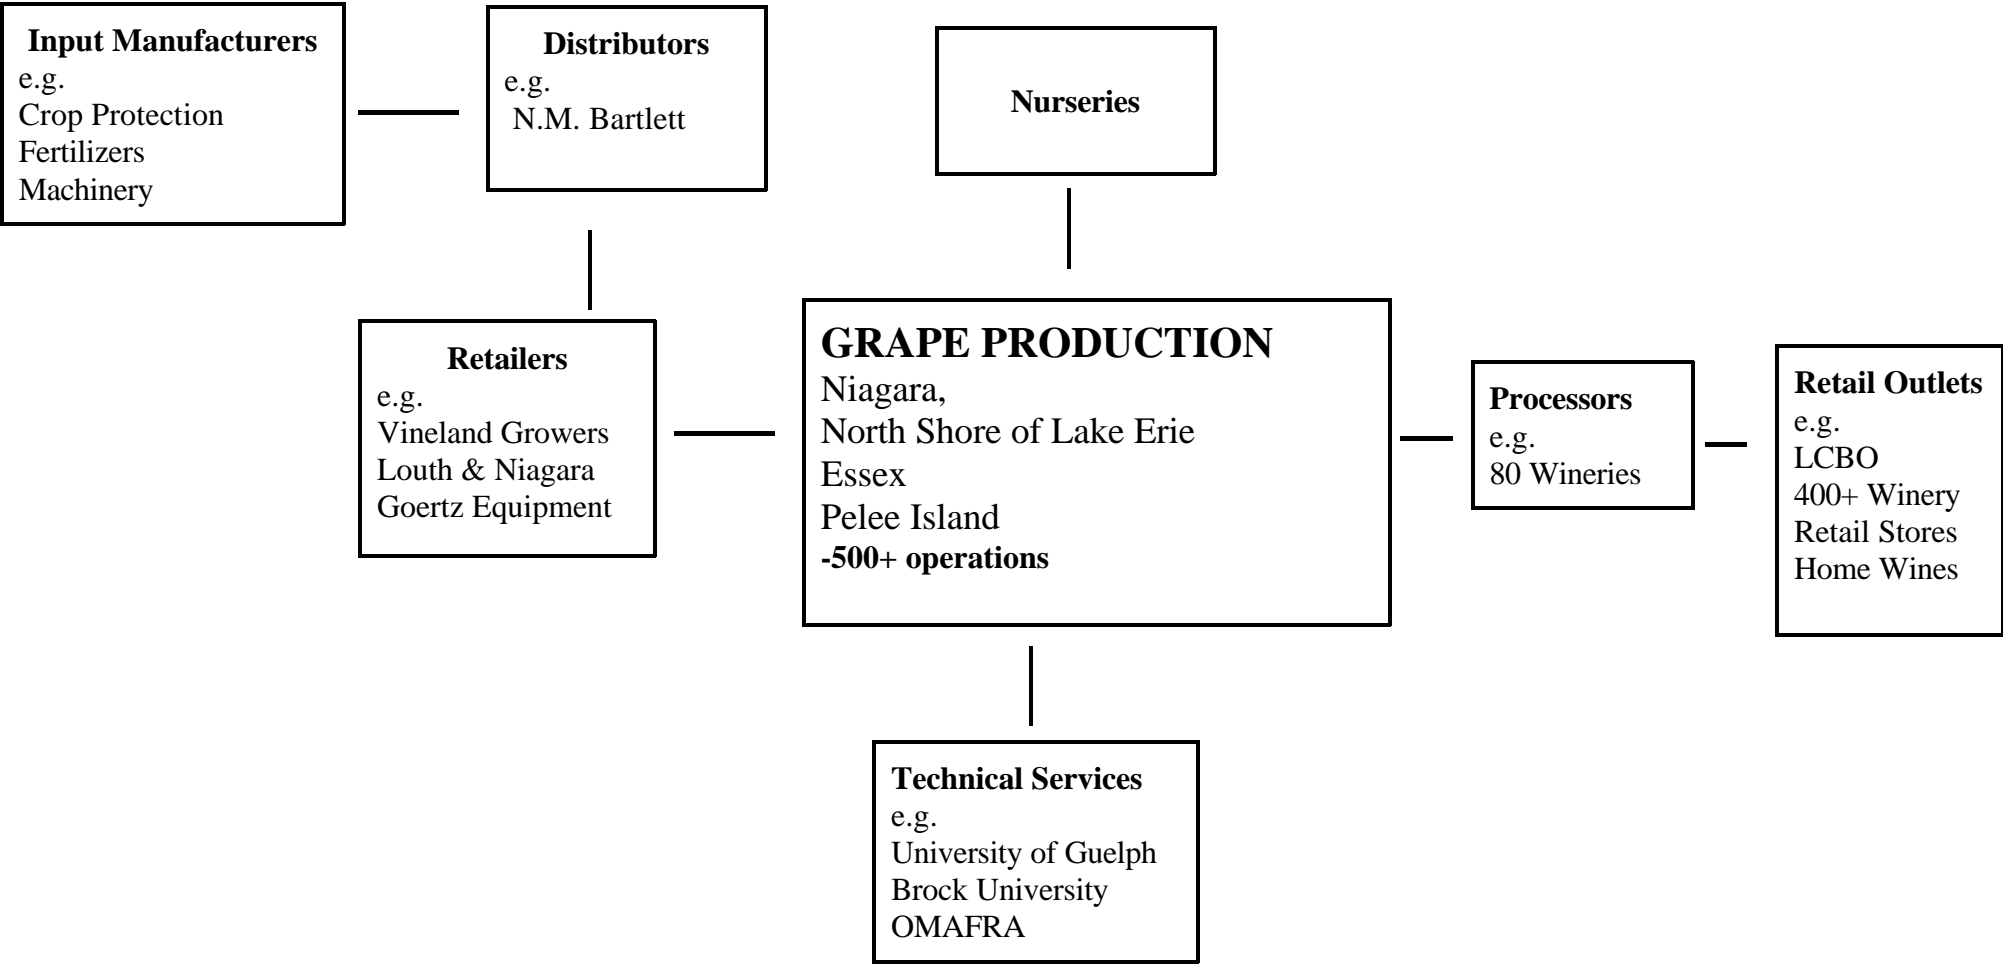 Input Manufacturers
e.g.
Crop Protection
Fertilizers
Machinery
Distributors
e.g.
N.M. Bartlett
Nurseries
Retailers
e.g.
Vineland Growers
Louth & Niagara
Goertz Equipment
GRAPE PRODUCTION
Niagara,
North Shore of Lake Erie
Essex
Pelee Island
-500+ operations
Processors
e.g.
80 Wineries
Retail Outlets
e.g.
LCBO
400+ Winery
Retail Stores
Home Wines
Technical Services
e.g.
University of Guelph
Brock University
OMAFRA